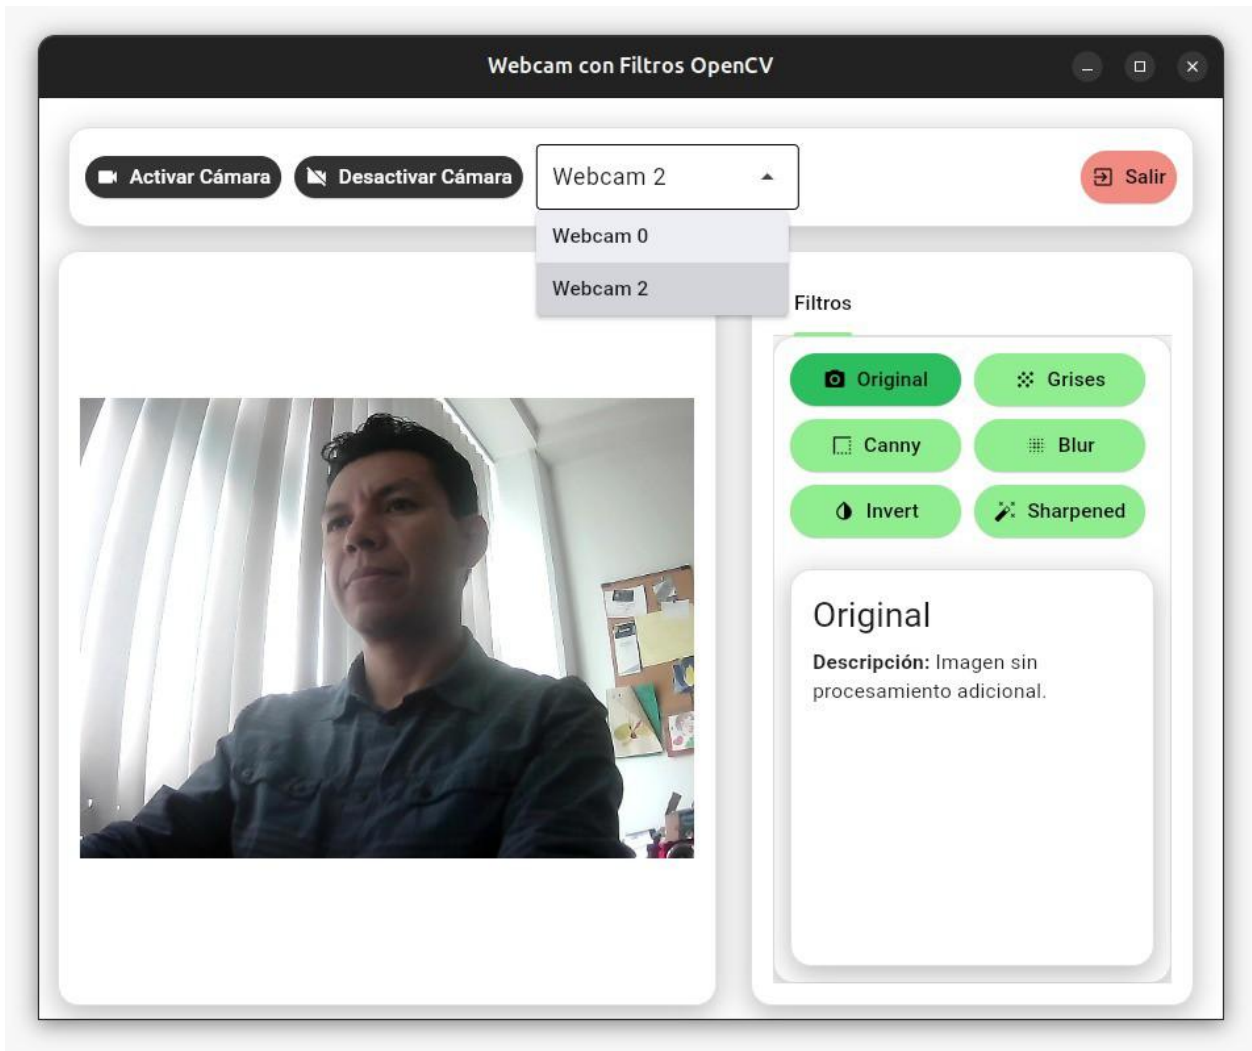 Webcam con Filtros OpenCV
Activar Cámara
Desactivar Cámara
Webcam 2
Salir
Webcam 0
Webcam 2
Filtros
Original
Grises
Canny
Blur
Invert
Sharpened
Original
Descripción: Imagen sin
procesamiento adicional.